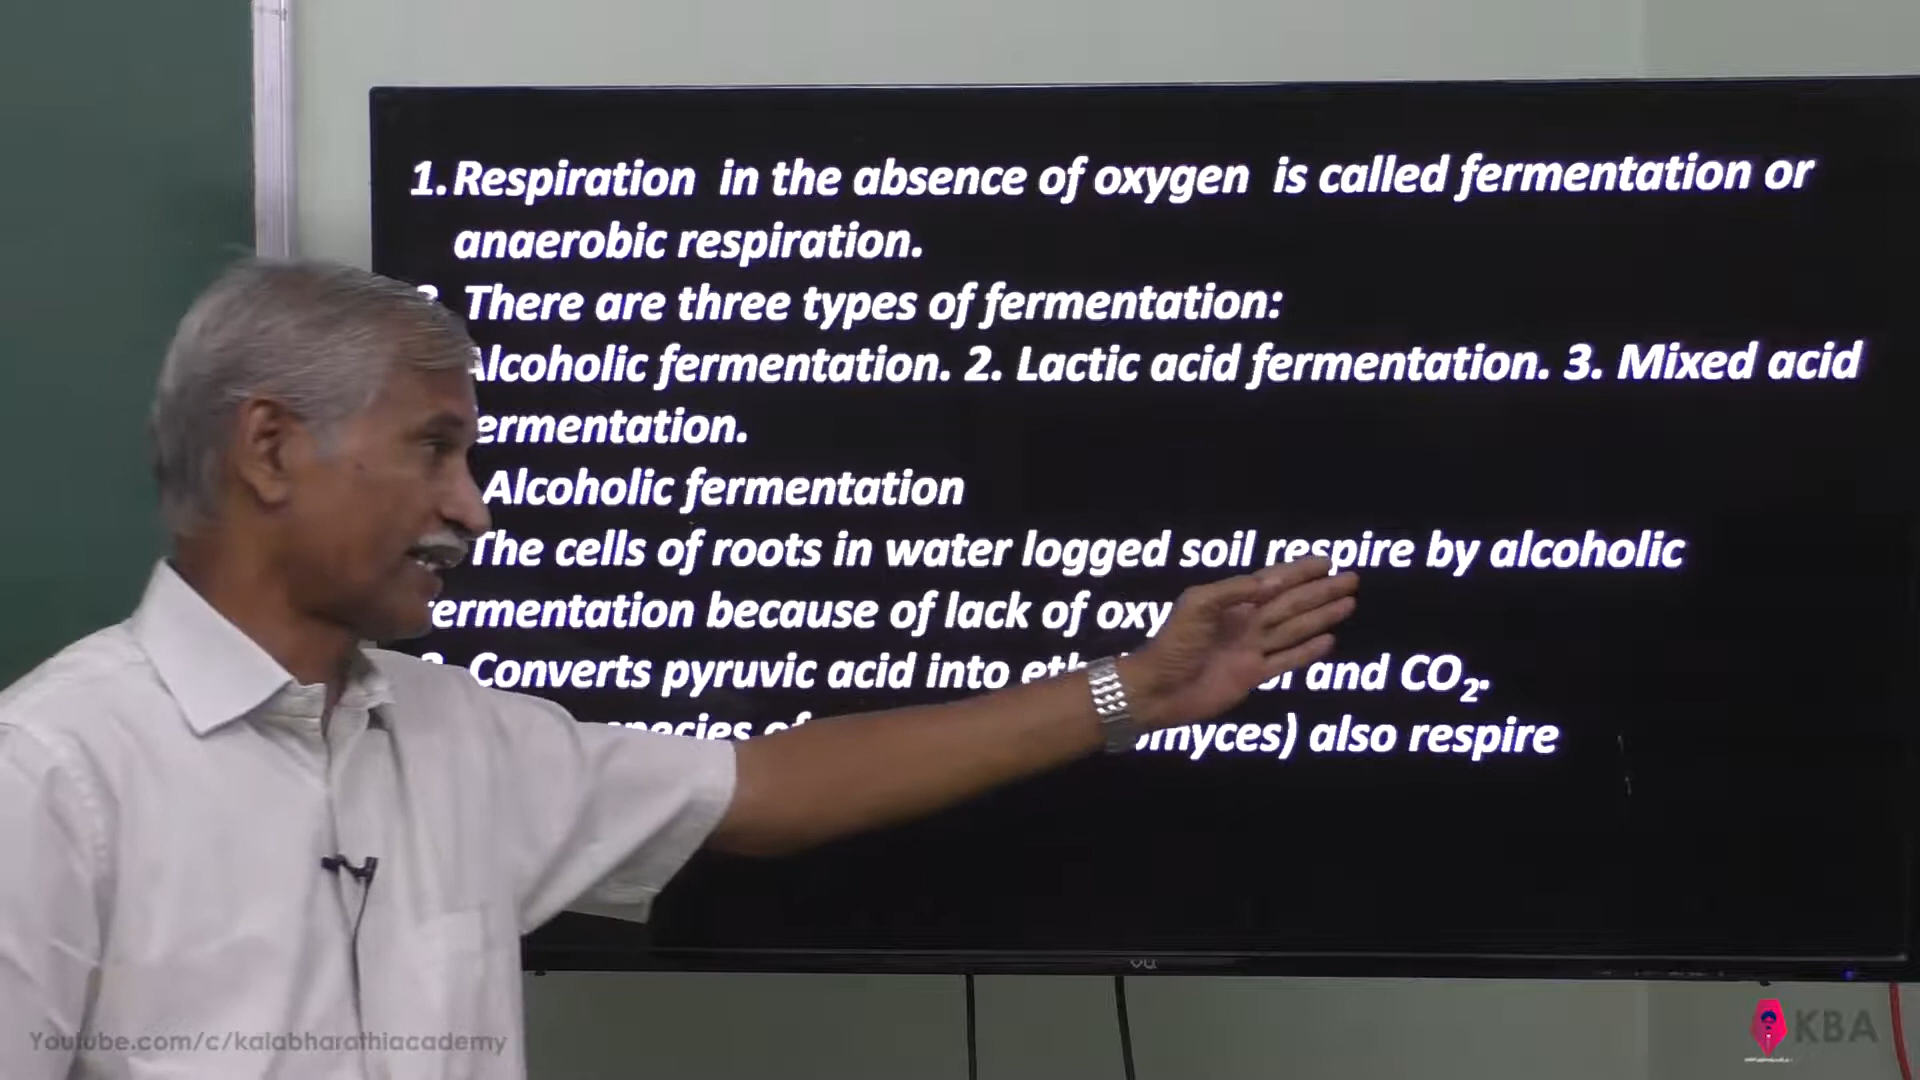 1. Respiration in the absence of oxygen is called fermentation or
anaerobic respiration.
There are three types of fermentation:
Alcoholic fermentation. 2. Lactic acid fermentation. 3. Mixed acid
ermentation.
Alcoholic fermentation
The cells of roots in water logged soil respire by alcoholic
ermentation because of lack of oxy
Converts pyruvic acid into and CO₂.
also respire
VU
Youtube.com/c/kalabharathiacademy
KBA